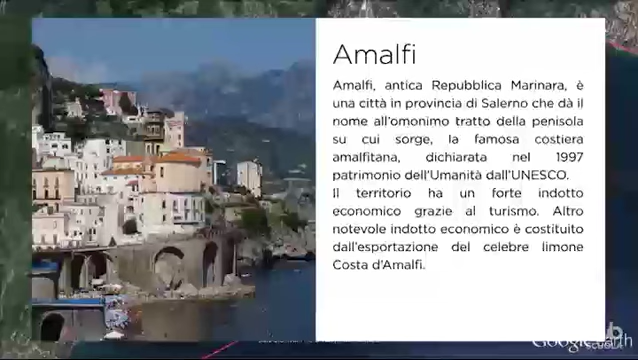 Amalfi
Amalfi, antica Repubblica Marinara, è
una città in provincia di Salerno che dà il
nome all'omonimo tratto della penisola
su cui sorge, la famosa costiera
amalfitana, dichiarata nel 1997
patrimonio dell'Umanità dall'UNESCO.
Il territorio ha un forte indotto
economico grazie al turismo. Altro
notevole indotto economico è costituito
dall'esportazione del celebre limone
Costa d'Amalfi.